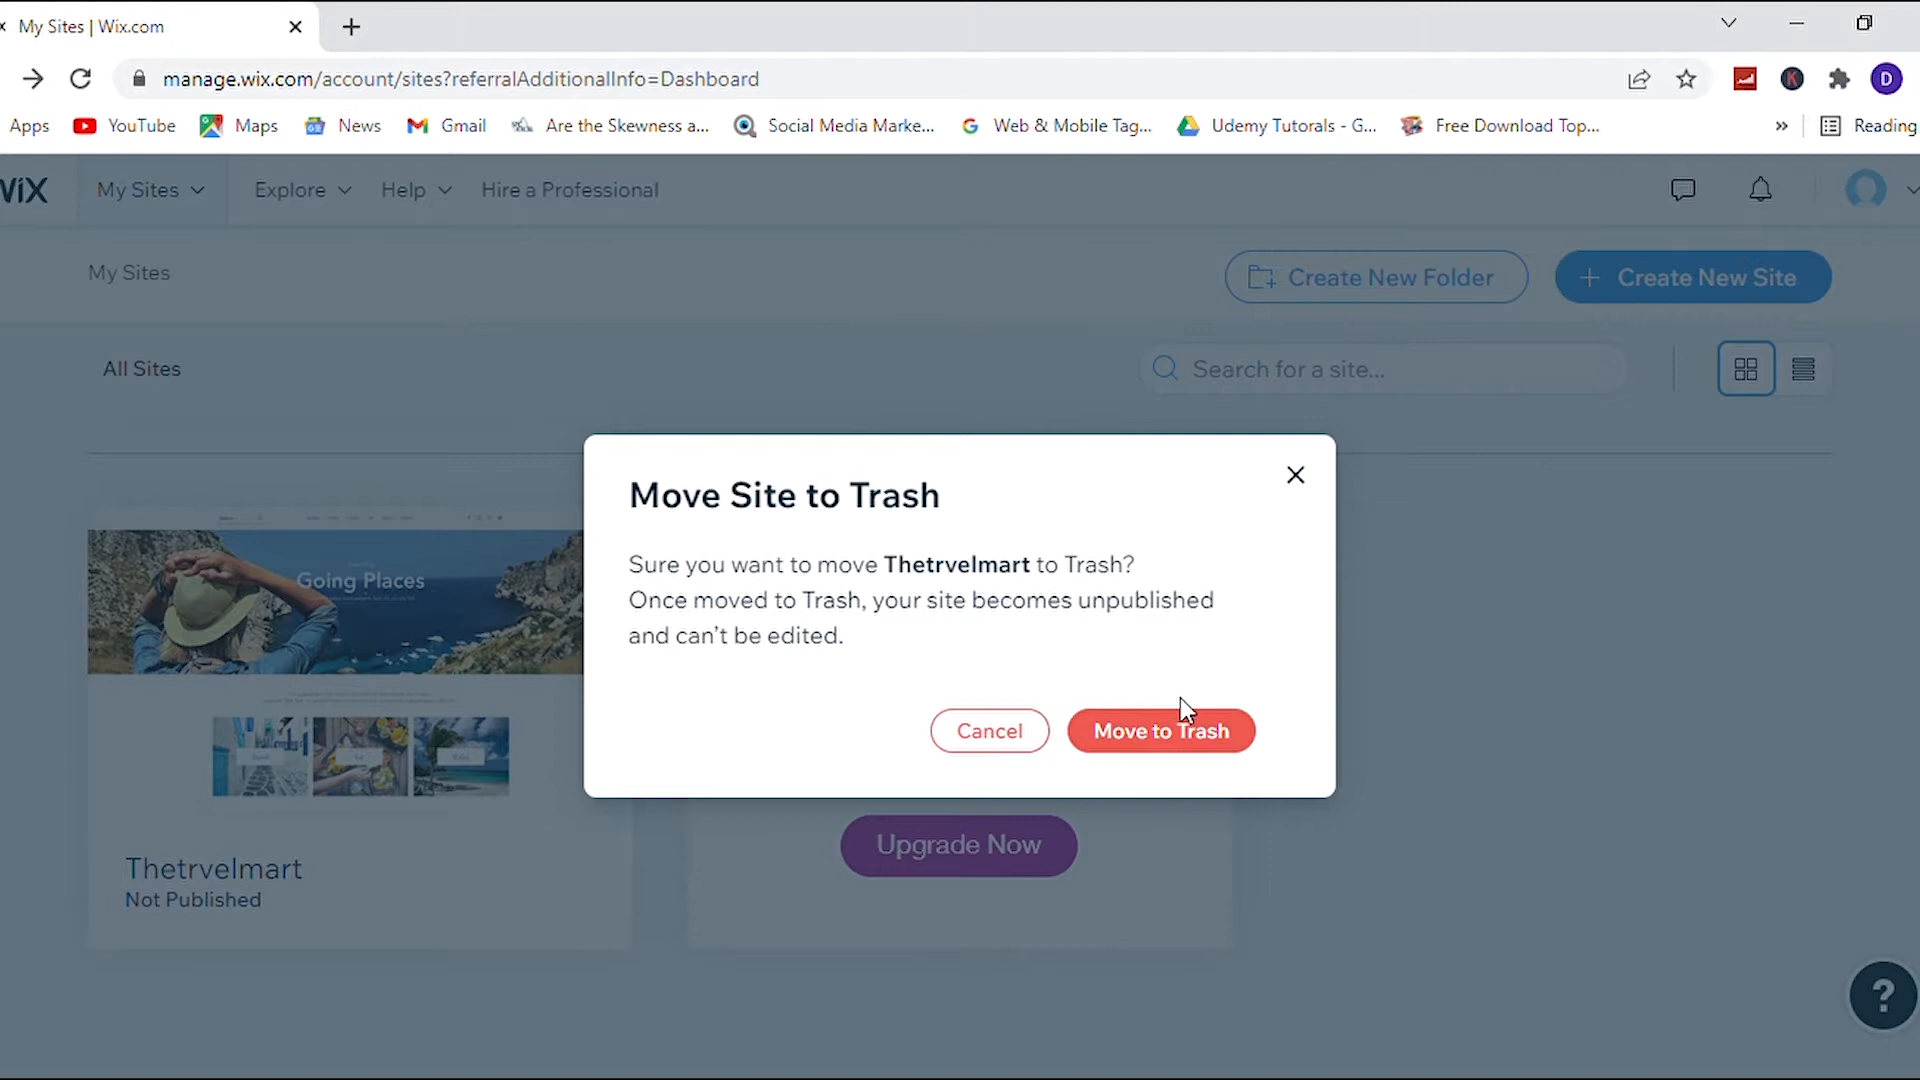 My Sites | Wix.com
manage.wix.com/account/sites?referralAdditionalInfo=Dashboard
D
Apps YouTube Maps News Gmail Are the Skewness a... Social Media Marke... Web & Mobile Tag... Udemy Tutorials - G... Free Download Top... » Reading
WiX My Sites Explore Help Hire a Professional
My Sites
Create New Folder
+ Create New Site
All Sites
Search for a site...
Move Site to Trash
Sure you want to move Thetrvelmart to Trash?
Once moved to Trash, your site becomes unpublished
and can't be edited.
Cancel Move to Trash
Going Places
Upgrade Now
Thetrvelmart
Not Published
?